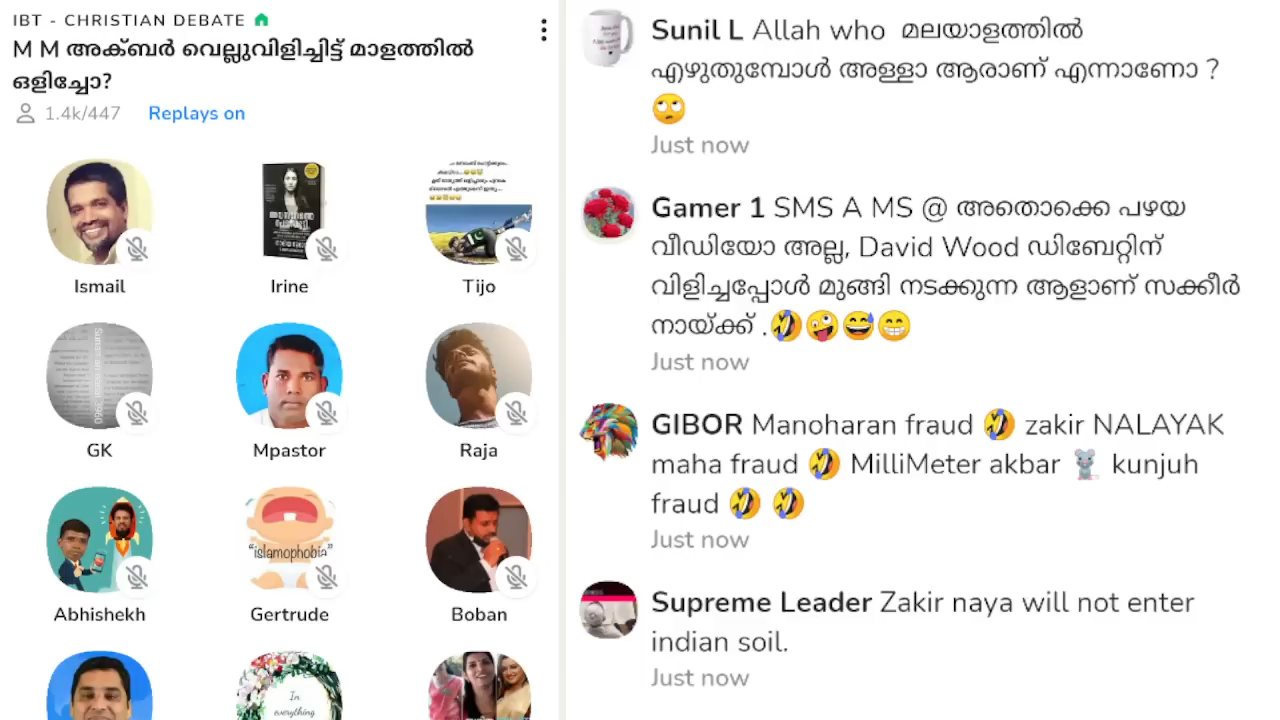 IBT - CHRISTIAN DEBATE
M M അക്ബർ വെല്ലുവിളിച്ചിട്ട് മാളത്തിൽ
ഒളിച്ചോ?
1.4k/447 Replays on
Ismail
Irine
Tijo
GK
Mpastor
Raja
"islamophobia"
Abhishekh
Gertrude
Boban
In
everything
Sunil L Allah who മലയാളത്തിൽ
എഴുതുമ്പോൾ അള്ളാ ആരാണ് എന്നാണോ ?
🙄
Just now
Gamer 1 SMS A MS @ അതൊക്കെ പഴയ
വീഡിയോ അല്ല, David Wood ഡിബേറ്റിന്
വിളിച്ചപ്പോൾ മുങ്ങി നടക്കുന്ന ആളാണ് സക്കീർ
നായ്ക്ക് .🤣🤪😅😁
Just now
GIBOR Manoharan fraud 🤣 zakir NALAYAK
maha fraud 🤣 MilliMeter akbar 🐁 kunjuh
fraud 🤣 🤣
Just now
Supreme Leader Zakir naya will not enter
indian soil.
Just now